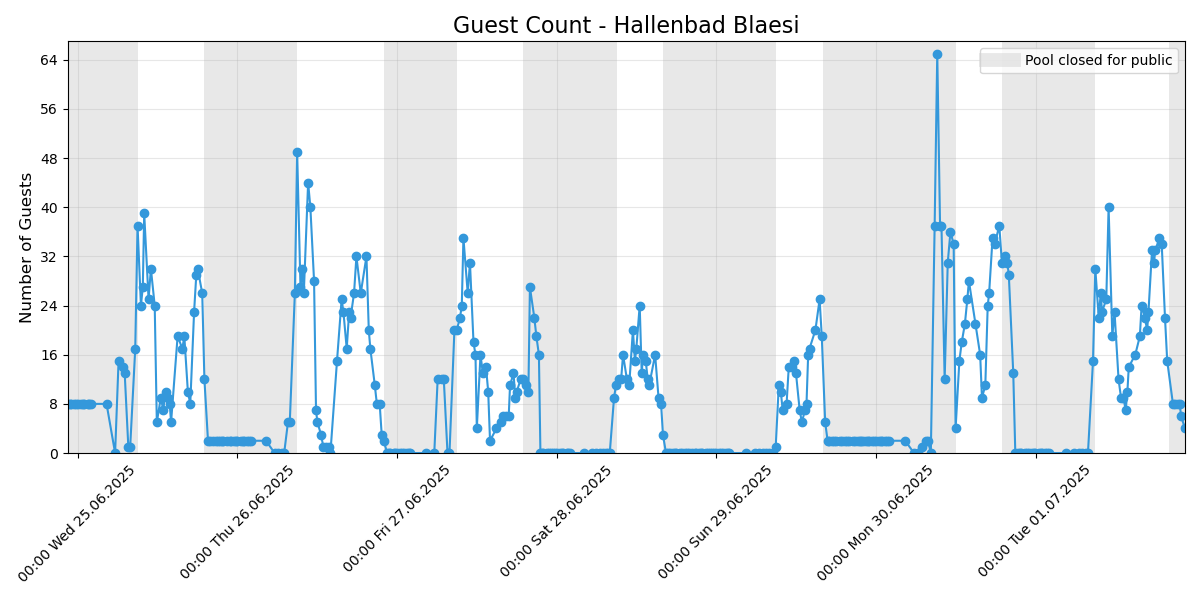 Guest Count - Hallenbad Blaesi
Pool closed for public
Number of Guests
64
56
48
40
32
24
16
8
0
00:00 Wed 25.06.2025
00:00 Thu 26.06.2025
00:00 Fri 27.06.2025
00:00 Sat 28.06.2025
00:00 Sun 29.06.2025
00:00 Mon 30.06.2025
00:00 Tue 01.07.2025